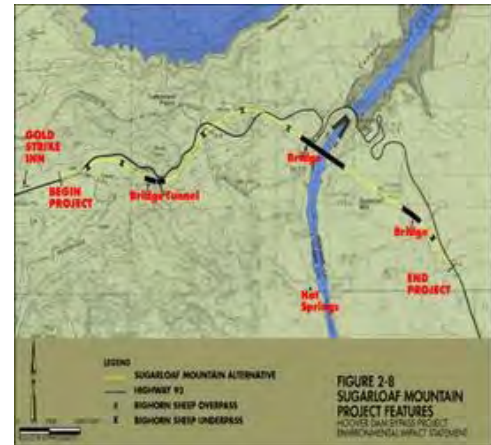 GOLD
STRIKE
INN
BEGIN
PROJECT
Bridge
Tunnel
Bridge
Bridge
Hot
Springs
END
PROJECT
LEGEND
SUGARLOAF MOUNTAIN ALTERNATIVE
HIGHWAY 93
BIGHORN SHEEP OVERPASS
BIGHORN SHEEP UNDERPASS
FIGURE 2-8
SUGARLOAF MOUNTAIN
PROJECT FEATURES
HOOVER DAM BYPASS PROJECT
ENVIRONMENTAL IMPACT STATEMENT